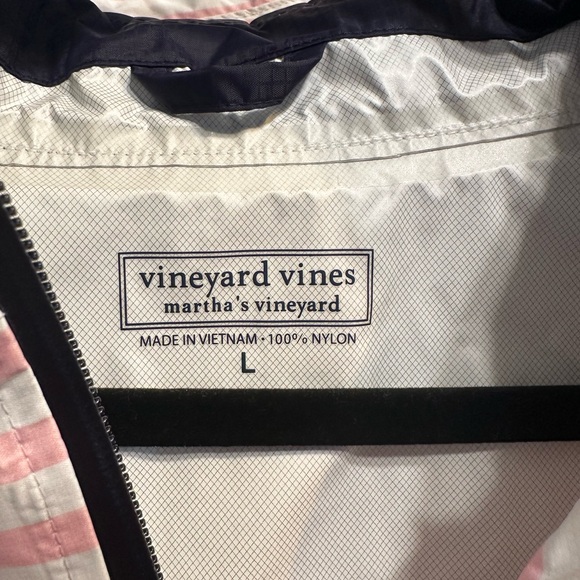 vineyard vines
martha's vineyard
MADE IN VIETNAM • 100% NYLON
L